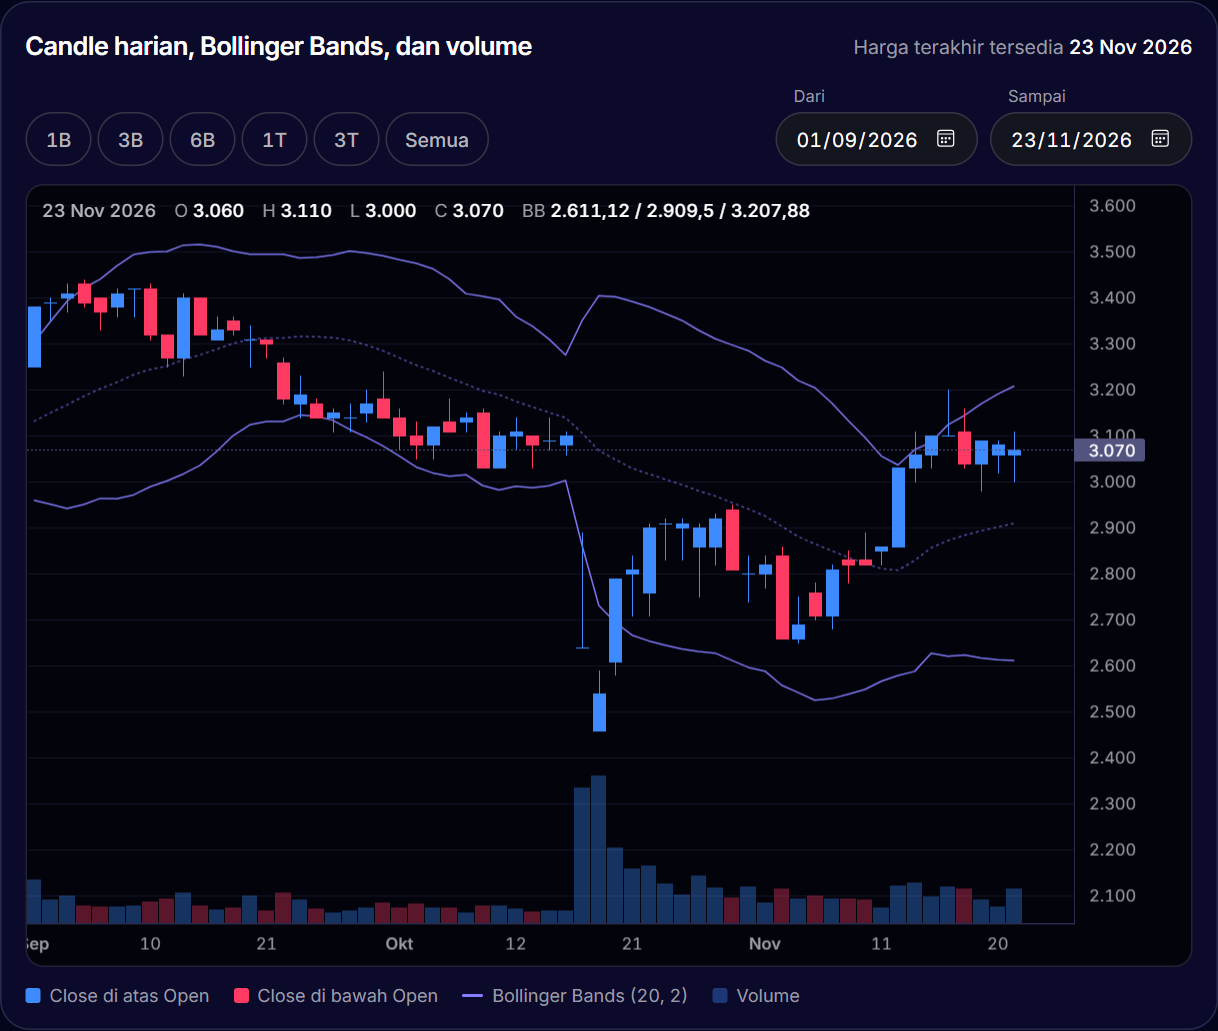 Candle harian, Bollinger Bands, dan volume
Harga terakhir tersedia 23 Nov 2026
Dari
Sampai
1B 3B 6B 1T 3T Semua
01/09/2026
23/11/2026
23 Nov 2026 O 3.060 H 3.110 L 3.000 C 3.070 BB 2.611,12 / 2.909,5 / 3.207,88
3.600
3.500
3.400
3.300
3.200
3.100
3.070
3.000
2.900
2.800
2.700
2.600
2.500
2.400
2.300
2.200
2.100
Sep 10 21 Okt 12 21 Nov 11 20
Close di atas Open Close di bawah Open Bollinger Bands (20, 2) Volume